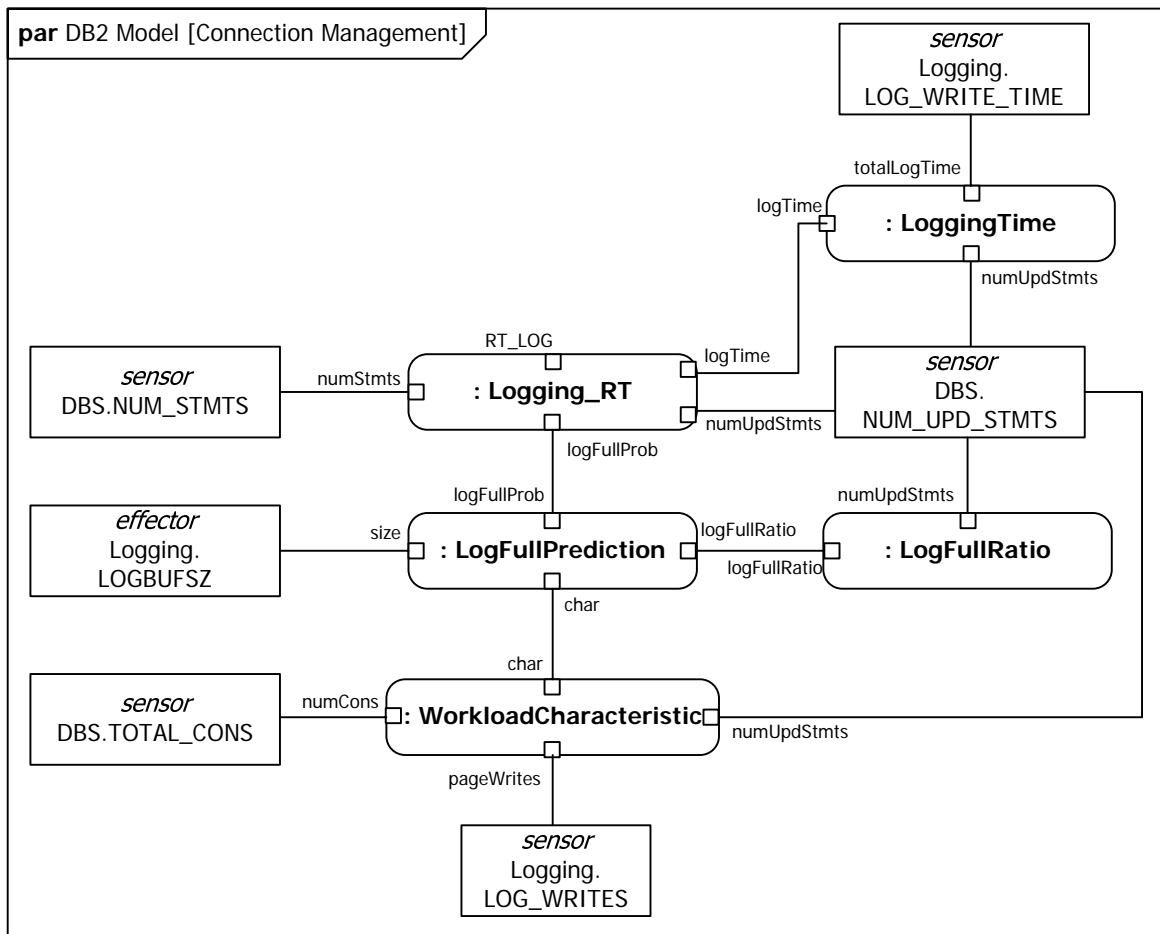 par DB2 Model [Connection Management]
sensor
Logging.
LOG_WRITE_TIME
totalLogTime
logTime
: LoggingTime
numUpdStmts
RT_LOG
sensor
DBS.NUM_STMTS
numStmts
: Logging_RT
logTime
numUpdStmts
sensor
DBS.
NUM_UPD_STMTS
logFullProb
logFullProb
numUpdStmts
effector
Logging.
LOGBUFSZ
size
: LogFullPrediction
logFullRatio
logFullRatio
: LogFullRatio
char
char
sensor
DBS.TOTAL_CONS
numCons
: WorkloadCharacteristic
numUpdStmts
pageWrites
sensor
Logging.
LOG_WRITES